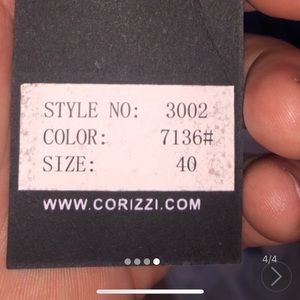 STYLE NO: 3002
COLOR: 7136#
SIZE: 40
WWW.CORIZZI.COM
4/4